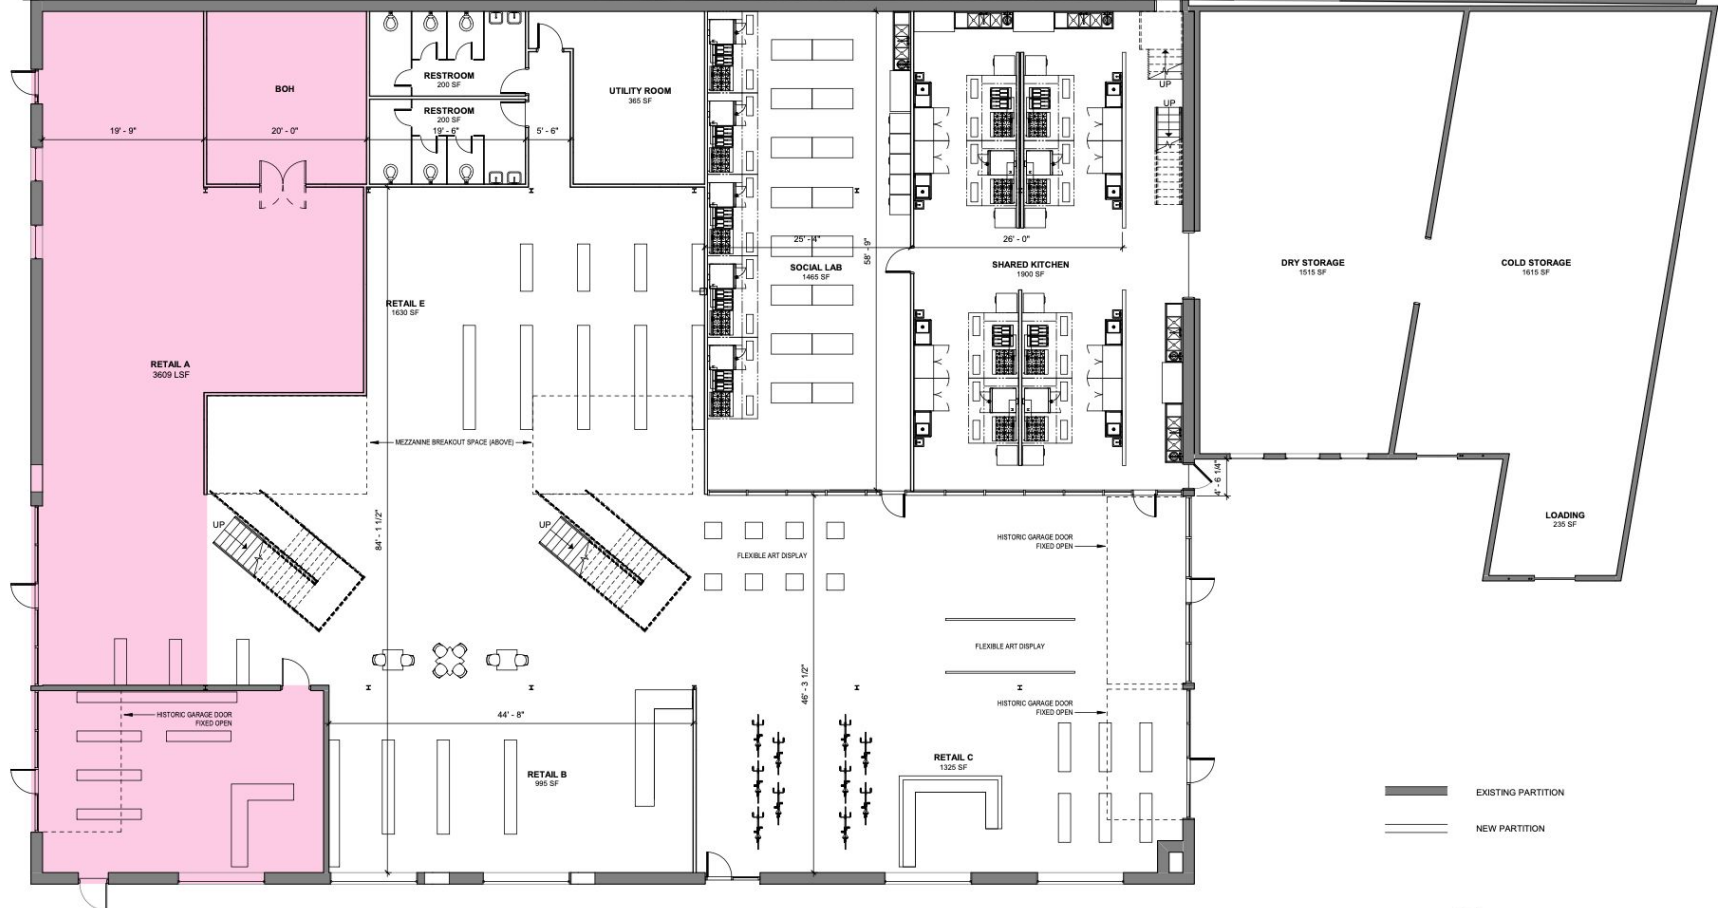 RESTROOM
200 SF
BOH
UTILITY ROOM
365 SF
RESTROOM
200 SF
19' - 9"
20' - 0"
19' - 6"
5' - 6"
UP
UP
25' - 4"
58' - 9"
26' - 0"
SOCIAL LAB
1465 SF
SHARED KITCHEN
1900 SF
DRY STORAGE
1515 SF
COLD STORAGE
1615 SF
RETAIL E
1630 SF
RETAIL A
3609 LSF
MEZZANINE BREAKOUT SPACE (ABOVE)
4' - 6 1/4"
84' - 1 1/2"
UP
UP
LOADING
235 SF
HISTORIC GARAGE DOOR
FIXED OPEN
FLEXIBLE ART DISPLAY
FLEXIBLE ART DISPLAY
46' - 3 1/2"
HISTORIC GARAGE DOOR
FIXED OPEN
HISTORIC GARAGE DOOR
FIXED OPEN
44' - 8"
RETAIL B
995 SF
RETAIL C
1325 SF
EXISTING PARTITION
NEW PARTITION